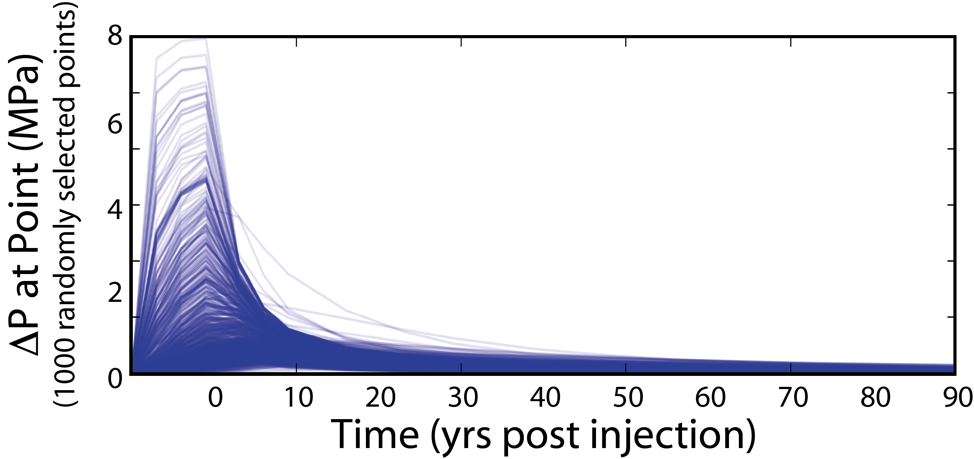 ΔP at Point (MPa)
(1000 randomly selected points)
8
6
4
2
0
0 10 20 30 40 50 60 70 80 90
Time (yrs post injection)